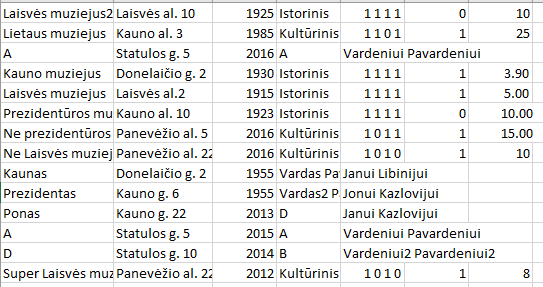 Laisvės muziejus2 Laisvės al. 10 1925 Istorinis 1 1 1 1 0 10
Lietaus muziejus Kauno al. 3 1985 Kultūrinis 1 1 0 1 1 25
A Statulos g. 5 2016 A Vardeniui Pavardeniui
Kauno muziejus Donelaičio g. 2 1930 Istorinis 1 1 1 1 1 3.90
Laisvės muziejus Laisvės al.2 1915 Istorinis 1 1 1 1 1 5.00
Prezidentūros mu Kauno al. 10 1923 Istorinis 1 1 1 1 0 10.00
Ne prezidentūros Panevėžio al. 5 2016 Kultūrinis 1 0 1 1 1 15.00
Ne Laisvės muziej Panevėžio al. 22 2016 Kultūrinis 1 0 1 0 1 10
Kaunas Donelaičio g. 2 1955 Vardas Pa Janui Libinijui
Prezidentas Kauno g. 6 1955 Vardas2 P Jonui Kazlovijui
Ponas Kauno g. 22 2013 D Janui Kazlovijui
A Statulos g. 5 2015 A Vardeniui Pavardeniui
D Statulos g. 10 2014 B Vardeniui2 Pavardeniui2
Super Laisvės muz Panevėžio al. 22 2012 Kultūrinis 1 0 1 0 1 8